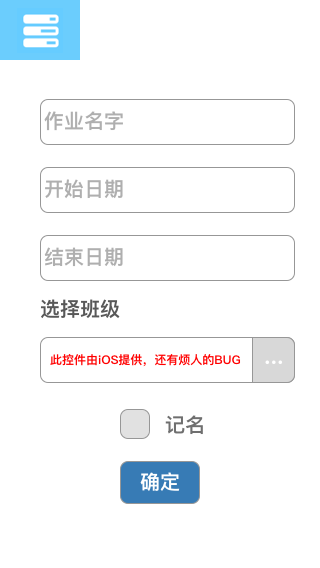 作业名字
开始日期
结束日期
选择班级
此控件由iOS提供，还有烦人的BUG
...
记名
确定